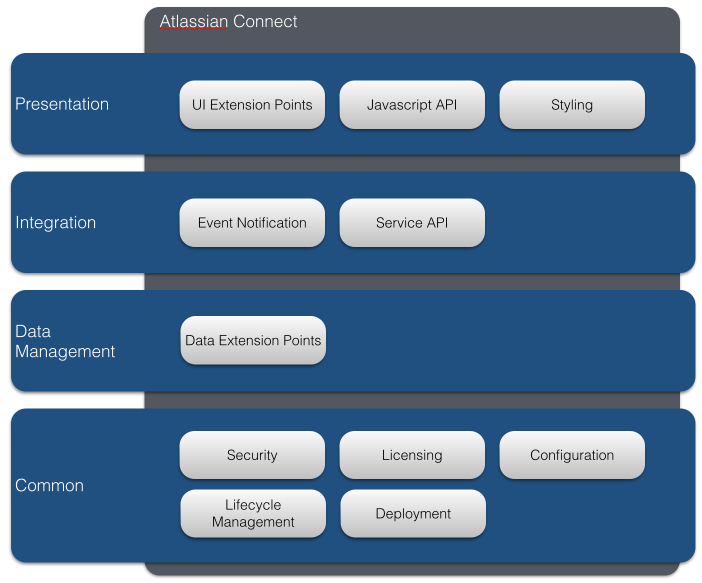 Atlassian Connect
Presentation
UI Extension Points
Javascript API
Styling
Integration
Event Notification
Service API
Data
Management
Data Extension Points
Common
Security
Licensing
Configuration
Lifecycle
Management
Deployment